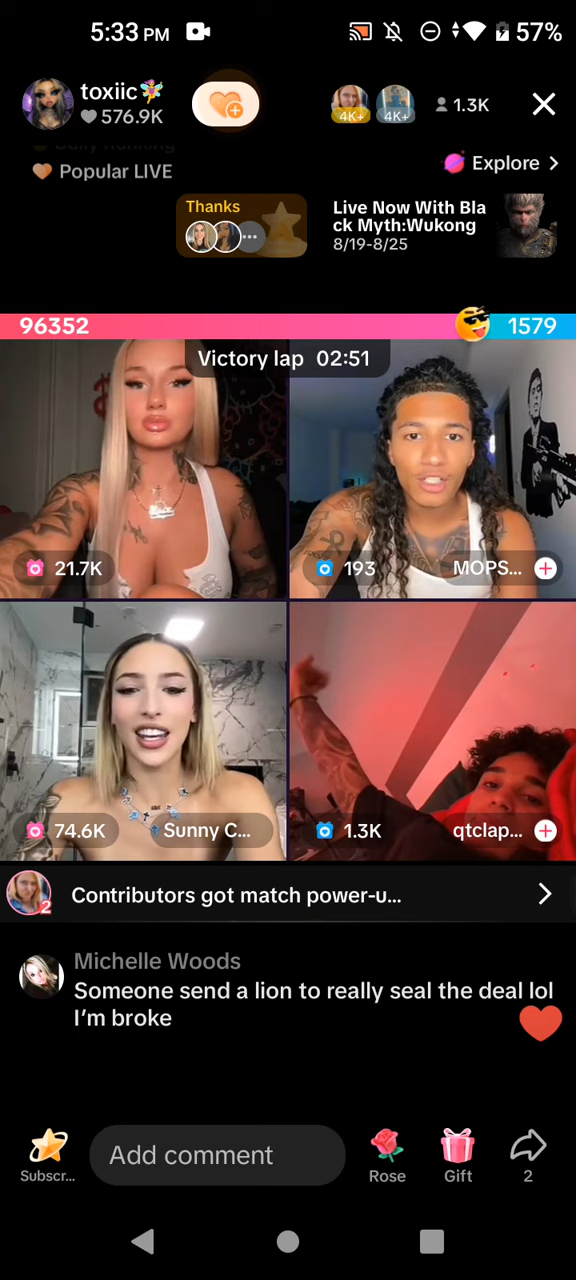 5:33 PM
57%
toxiic🧚
576.9K
4K+
4K+
1.3K
Popular LIVE
Explore >
Thanks
Live Now With Bla
ck Myth:Wukong
8/19-8/25
96352
1579
Victory lap 02:51
21.7K
193
MOPS...
74.6K
Sunny C...
1.3K
qtclap...
2
Contributors got match power-u...
Michelle Woods
Someone send a lion to really seal the deal lol
I'm broke
Subscr...
Add comment
Rose
Gift
2